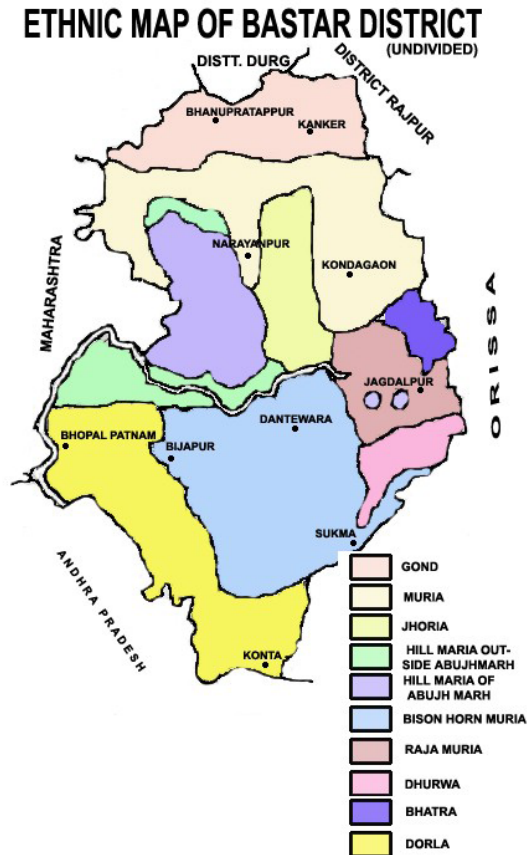 ETHNIC MAP OF BASTAR DISTRICT
(UNDIVIDED)
DISTT. DURG
DISTRICT RAJPUR
BHANUPRATAPPUR
KANKER
MAHARASHTRA
NARAYANPUR
KONDAGAON
ORISSA
JAGDALPUR
DANTEWARA
BHOPAL PATNAM
BIJAPUR
SUKMA
ANDHRA PRADESH
KONTA
GOND
MURIA
JHORIA
HILL MARIA OUT-
SIDE ABUJHMARH
HILL MARIA OF
ABUJH MARH
BISON HORN MURIA
RAJA MURIA
DHURWA
BHATRA
DORLA